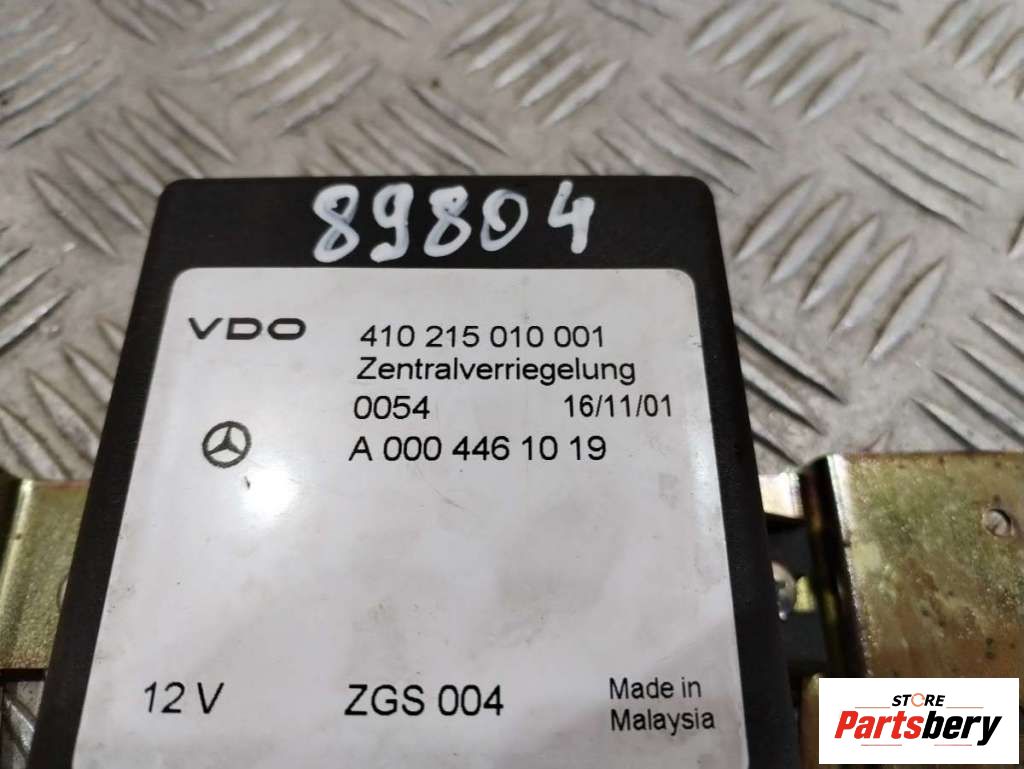 89804
VDO 410 215 010 001
Zentralverriegelung
0054 16/11/01
A 000 446 10 19
12 V ZGS 004 Made in
Malaysia
STORE
Partsbery